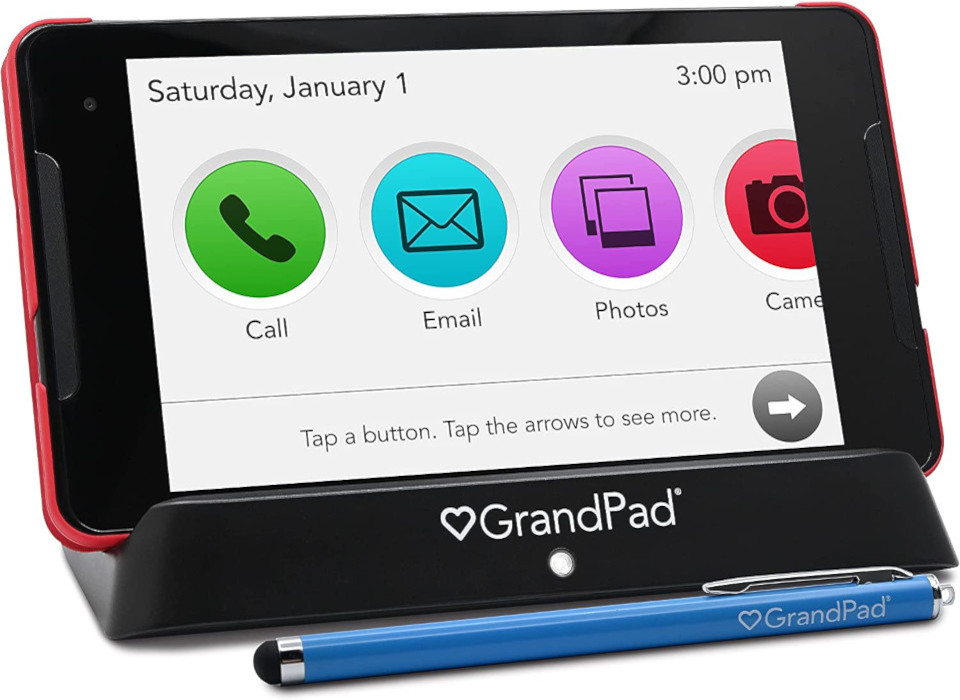 Saturday, January 1
3:00 pm
Call
Email
Photos
Came
Tap a button. Tap the arrows to see more.
GrandPad®
GrandPad®